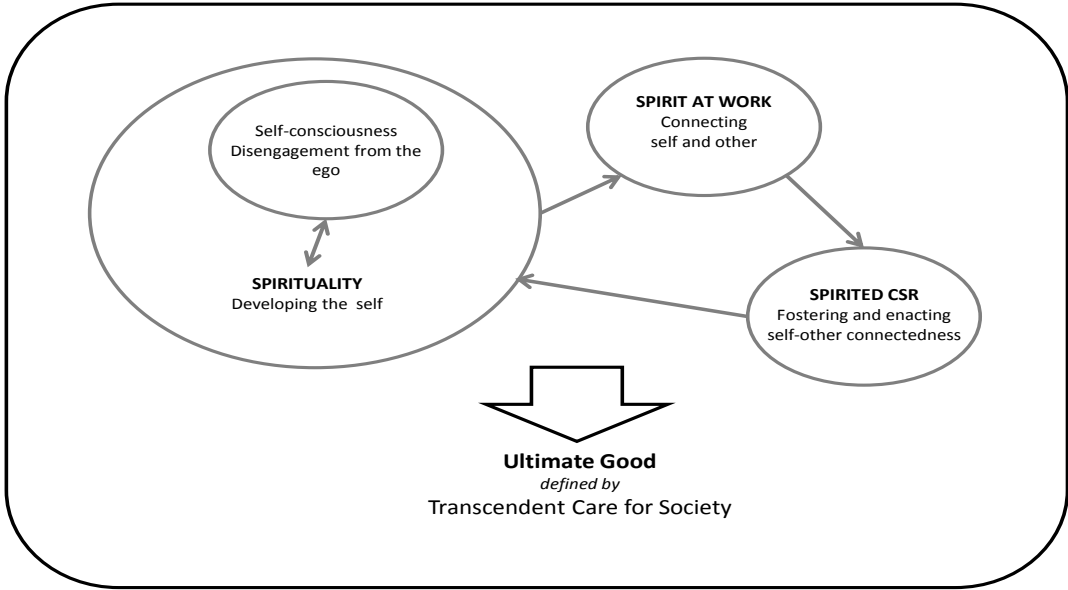 Self-consciousness
Disengagement from the
ego
SPIRITUALITY
Developing the self
SPIRIT AT WORK
Connecting
self and other
SPIRITED CSR
Fostering and enacting
self-other connectedness
Ultimate Good
defined by
Transcendent Care for Society